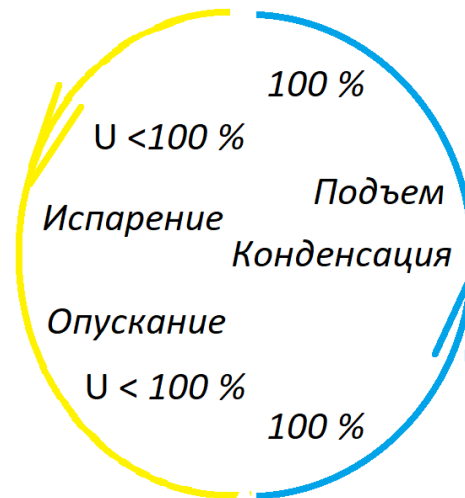 100 %
U <100 %
Подъем
Испарение
Конденсация
Опускание
U < 100 %
100 %